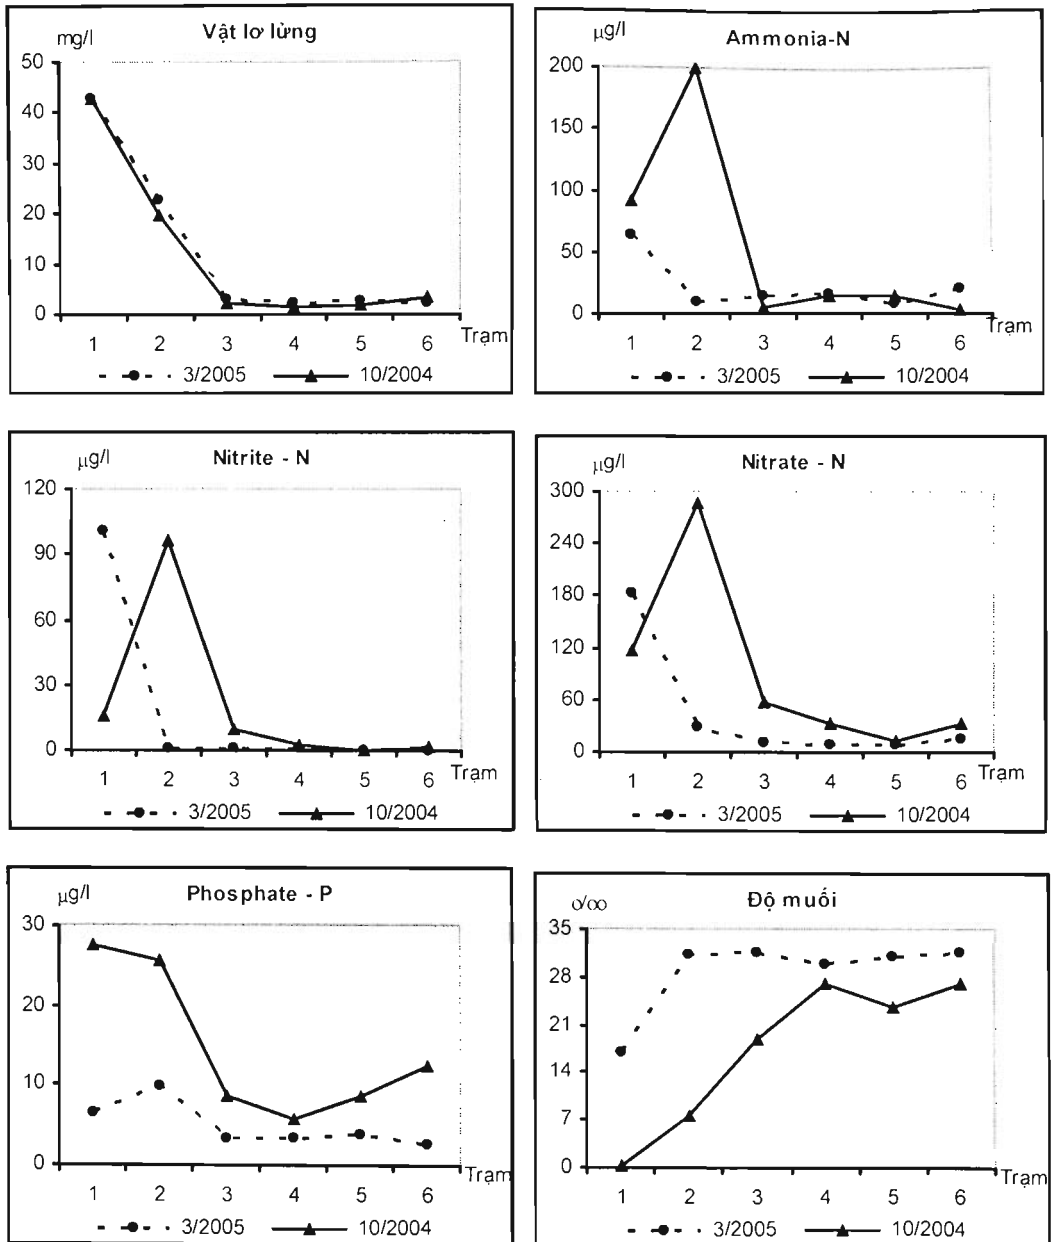 Vật lơ lửng
mg/l
50
40
30
20
10
0
1 2 3 4 5 6 Trạm
3/2005 10/2004
Ammonia-N
µg/l
200
150
100
50
0
1 2 3 4 5 6 Trạm
3/2005 10/2004
Nitrite - N
µg/l
120
90
60
30
0
1 2 3 4 5 6 Trạm
3/2005 10/2004
Nitrate - N
µg/l
300
240
180
120
60
0
1 2 3 4 5 6 Trạm
3/2005 10/2004
Phosphate - P
µg/l
30
20
10
0
1 2 3 4 5 6 Trạm
3/2005 10/2004
Độ muối
o/oo
35
28
21
14
7
0
1 2 3 4 5 6 Trạm
3/2005 10/2004